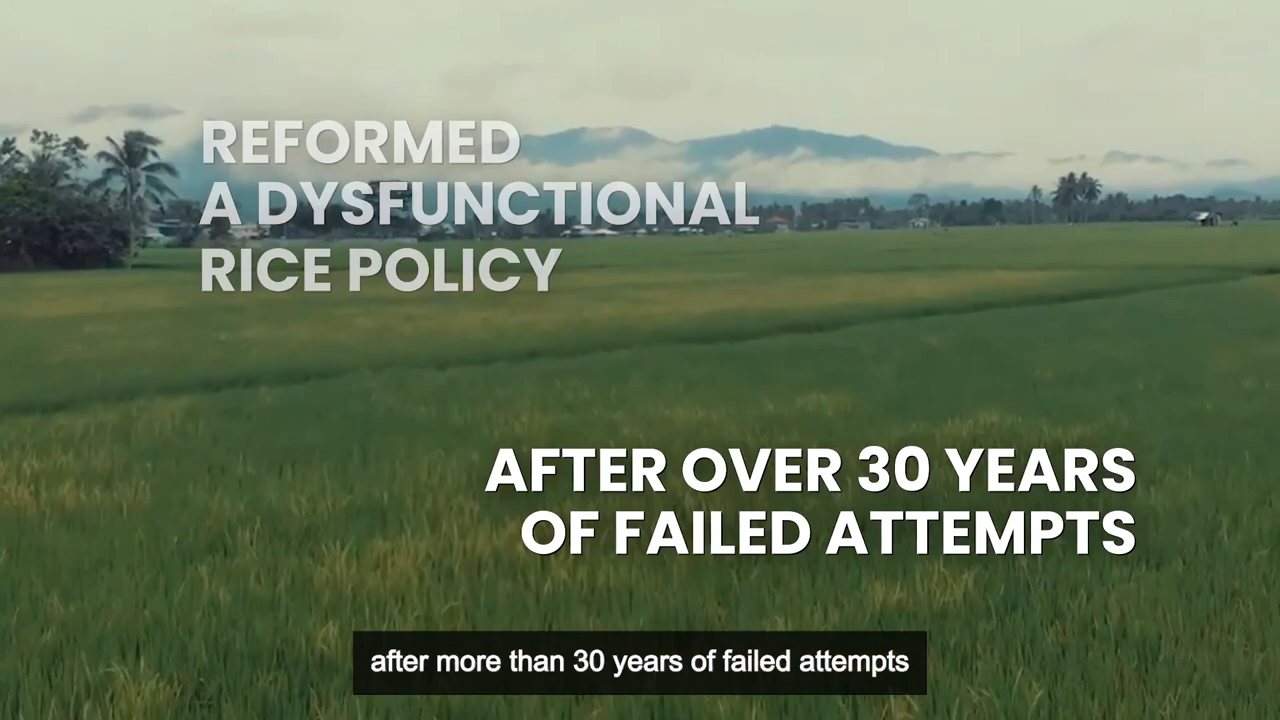 REFORMED
A DYSFUNCTIONAL
RICE POLICY
AFTER OVER 30 YEARS
OF FAILED ATTEMPTS
after more than 30 years of failed attempts